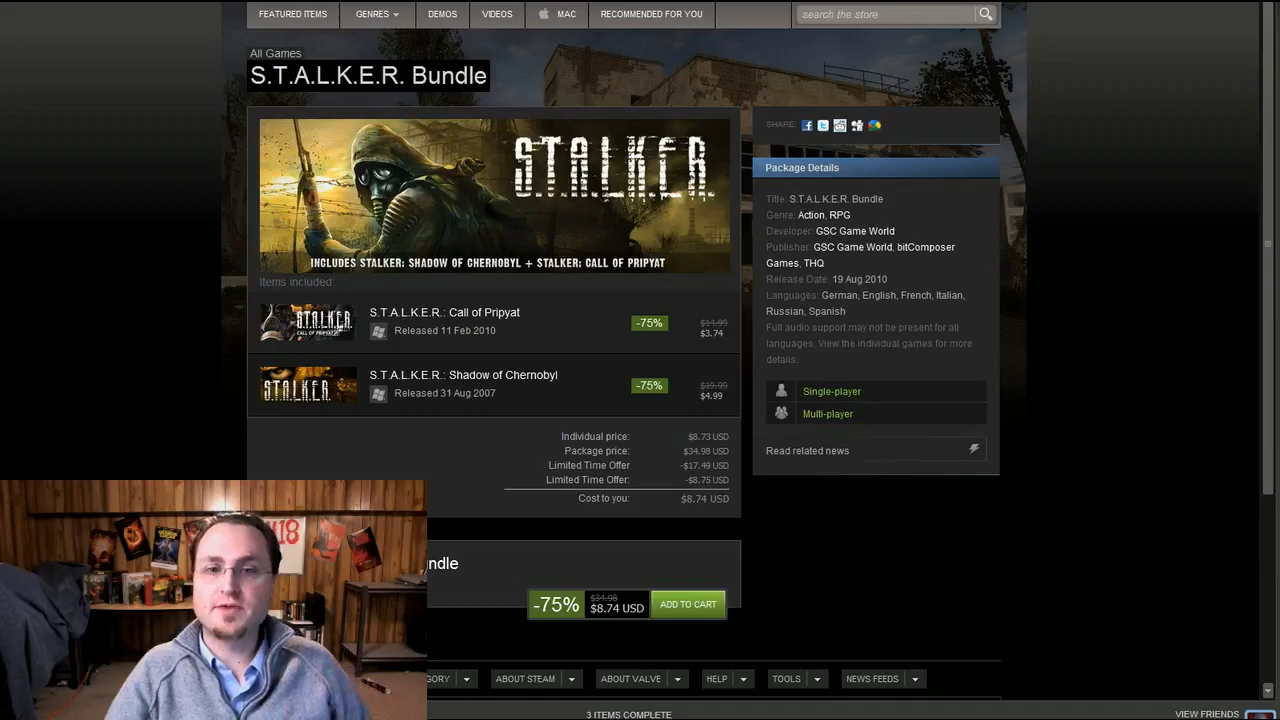 FEATURED ITEMS GENRES DEMOS VIDEOS MAC RECOMMENDED FOR YOU search the store
All Games
S.T.A.L.K.E.R. Bundle
S.T.A.L.K.E.R
INCLUDES STALKER: SHADOW OF CHERNOBYL + STALKER: CALL OF PRIPYAT
Items included:
S.T.A.L.K.E.R
CALL OF PRIPYAT
S.T.A.L.K.E.R.: Call of Pripyat
Released 11 Feb 2010
-75%
$14.99
$3.74
S.T.A.L.K.E.R
S.T.A.L.K.E.R.: Shadow of Chernobyl
Released 31 Aug 2007
-75%
$19.99
$4.99
Individual price: $8.73 USD
Package price: $34.98 USD
Limited Time Offer -$17.49 USD
Limited Time Offer: -$8.75 USD
Cost to you: $8.74 USD
ndle
-75%
$34.98
$8.74 USD
ADD TO CART
SHARE:
Package Details
Title: S.T.A.L.K.E.R. Bundle
Genre: Action, RPG
Developer: GSC Game World
Publisher: GSC Game World, bitComposer
Games, THQ
Release Date: 19 Aug 2010
Languages: German, English, French, Italian,
Russian, Spanish
Full audio support may not be present for all
languages. View the individual games for more
details.
Single-player
Multi-player
Read related news
18
GORY ABOUT STEAM ABOUT VALVE HELP TOOLS NEWS FEEDS
3 ITEMS COMPLETE
VIEW FRIENDS